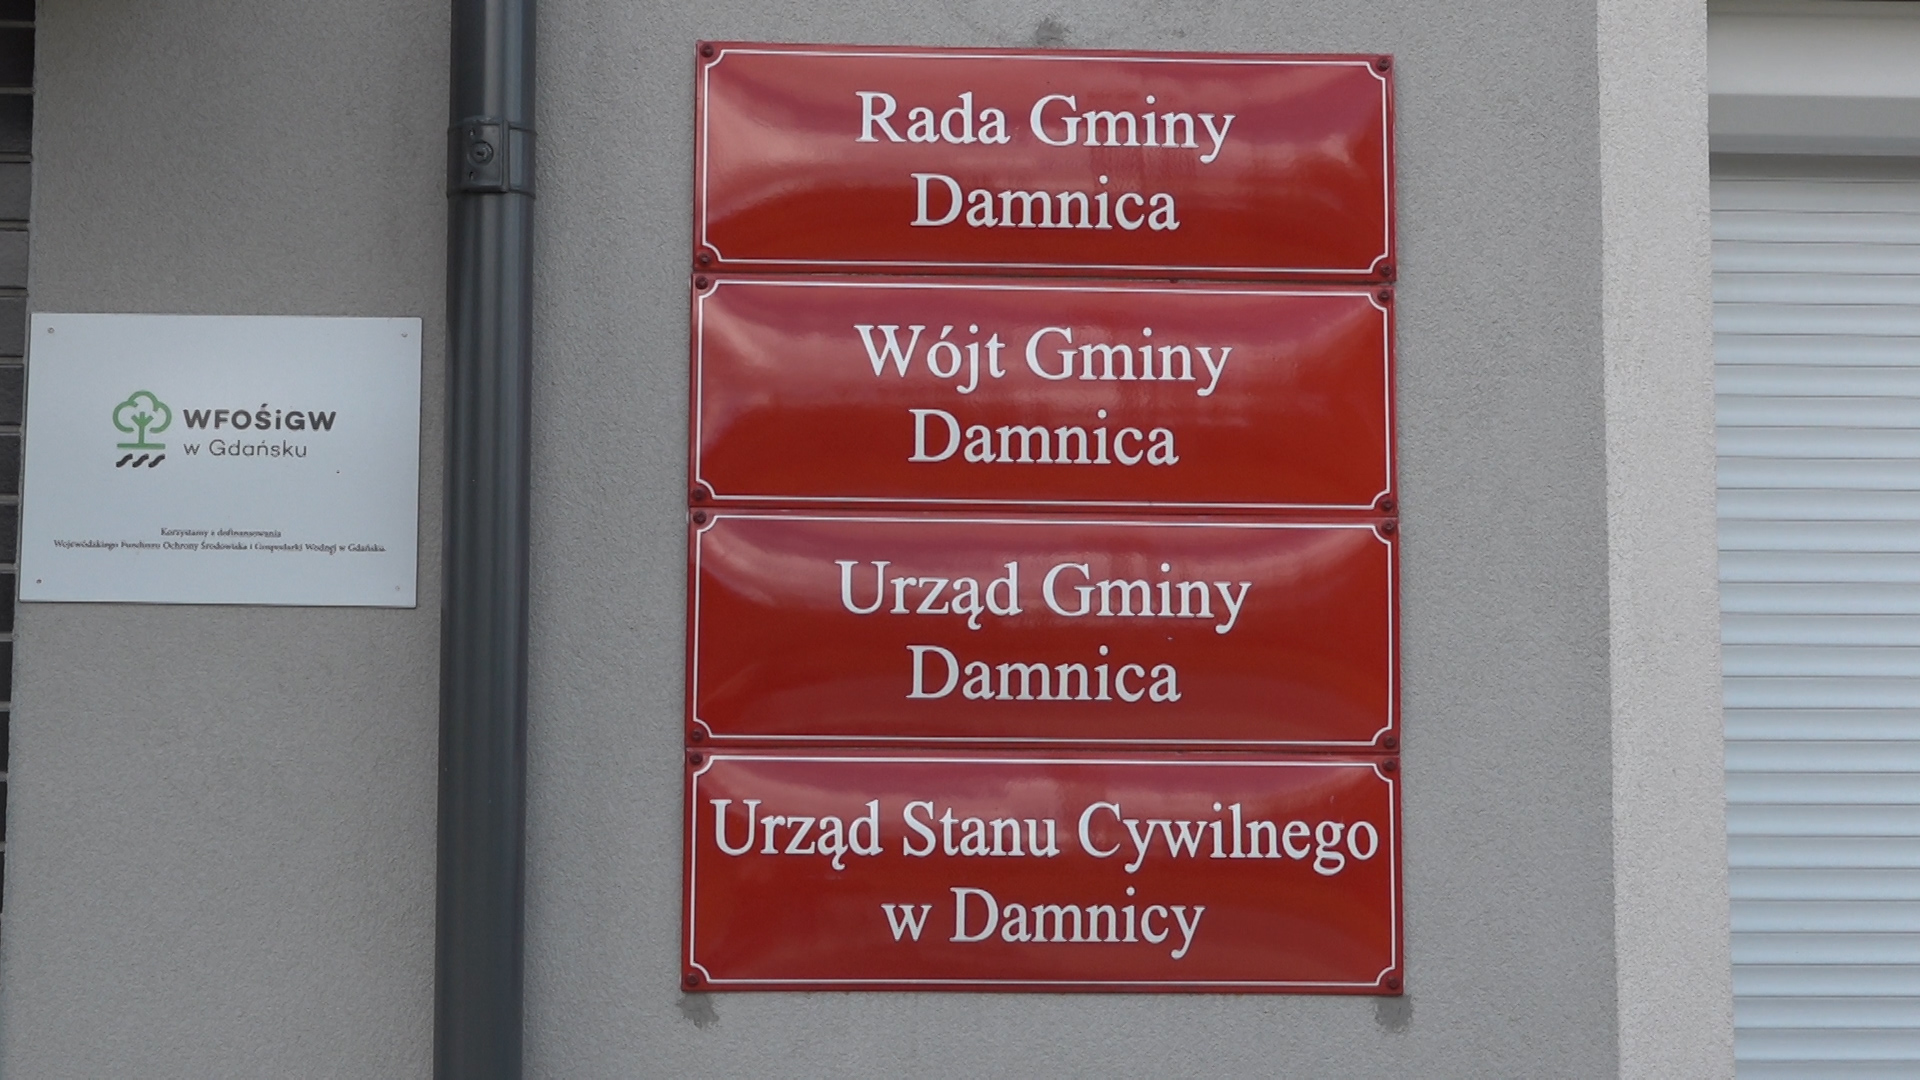 WFOŚiGW
w Gdańsku
Korzystamy z dofinansowania
Wojewódzkiego Funduszu Ochrony Środowiska i Gospodarki Wodnej w Gdańsku
Rada Gminy
Damnica
Wójt Gminy
Damnica
Urząd Gminy
Damnica
Urząd Stanu Cywilnego
w Damnicy